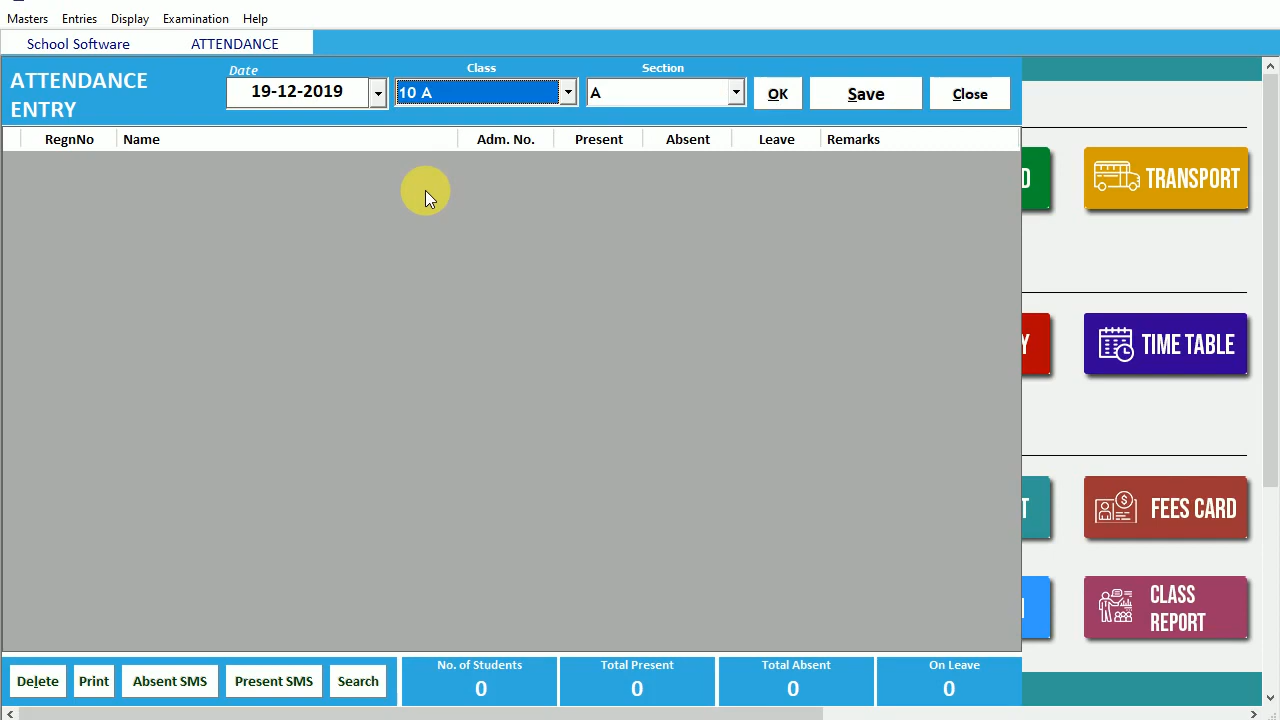 Masters Entries Display Examination Help
School Software ATTENDANCE
ATTENDANCE ENTRY
Date Class Section
19-12-2019 10 A A OK Save Close
RegnNo Name Adm. No. Present Absent Leave Remarks
D TRANSPORT
Y TIME TABLE
T FEES CARD
CLASS REPORT
Delete Print Absent SMS Present SMS Search
No. of Students Total Present Total Absent On Leave
0 0 0 0